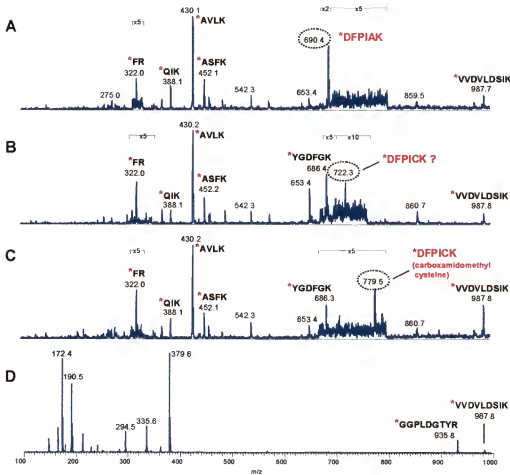 A
x5
430.1
*AVLK
x2
x5
690.4
*DFPIAK
*FR
322.0
*QIK
388.1
*ASFK
452.1
275.0
542.3
653.4
859.5
*VVDVLDSIK
987.7
B
x5
430.2
*AVLK
x5
x10
*YGDFGK
686.4
*DFPICK ?
722.3
*FR
322.0
*QIK
388.1
*ASFK
452.2
542.3
653.4
860.7
*VVDVLDSIK
987.8
C
x5
430.2
*AVLK
x5
*DFPICK
(carboxamidomethyl
cysteine)
779.5
*FR
322.0
*QIK
388.1
*ASFK
452.1
542.3
653.4
*YGDFGK
686.3
860.7
*VVDVLDSIK
987.8
D
172.4
190.5
294.5
335.6
379.6
*GGPLDGTYR
935.8
*VVDVLDSIK
987.8
100 200 300 400 500 600 700 800 900 1000
m/z